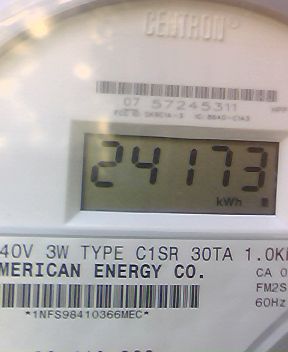 CENTRON®
07 57245311
24173
kWh
40V 3W TYPE C1SR 30TA 1.0K
MERICAN ENERGY CO.
CA 0
FM2S
60Hz
*1NFS98410366MEC*